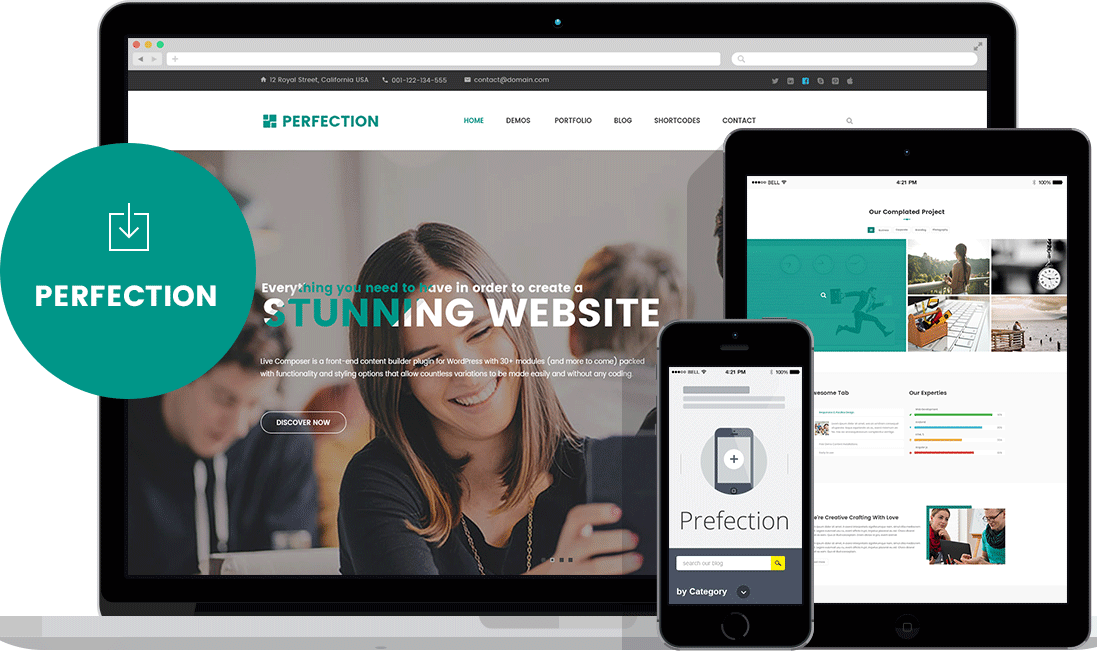 12 Royal Street, California USA
001-122-134-555
contact@domain.com
PERFECTION
HOME
DEMOS
PORTFOLIO
BLOG
SHORTCODES
CONTACT
PERFECTION
Everything you need to have in order to create a
STUNNING WEBSITE
Live Composer is a front-end content builder plugin for WordPress with 30+ modules (and more to come) packed
with functionality and styling options that allow countless variations to be made easily and without any coding
DISCOVER NOW
BELL
4:21 PM
100%
Our Complated Project
Photography
wesome Tab
Our Experties
're Creative Crafting With Love
BELL
4:21 PM
100%
Prefection
Search our blog
by Category